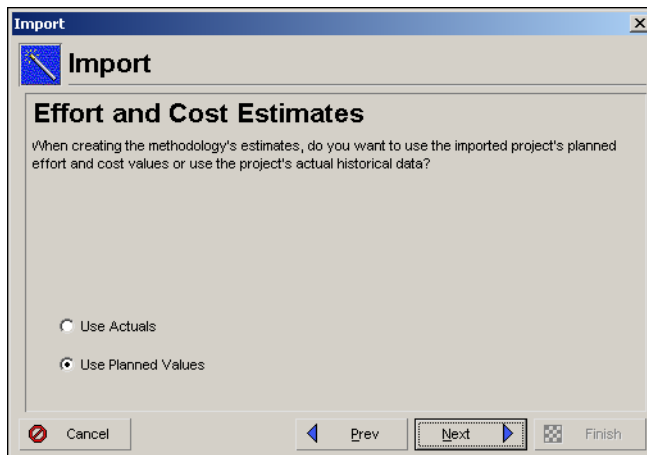 Import
Import
Effort and Cost Estimates
When creating the methodology's estimates, do you want to use the imported project's planned
effort and cost values or use the project's actual historical data?
Use Actuals
Use Planned Values
Cancel
Prev
Next
Finish